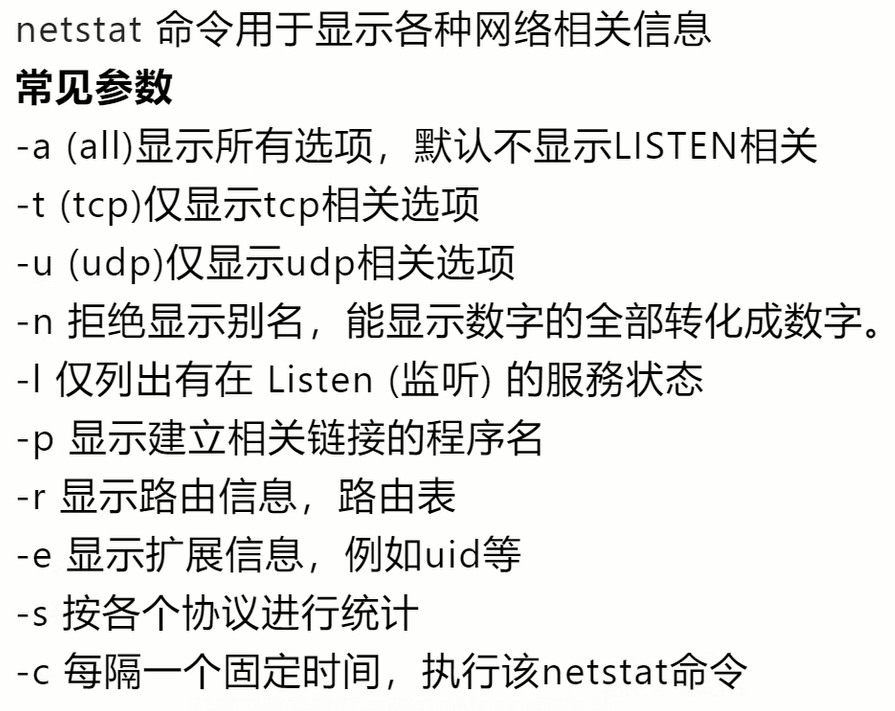 netstat 命令用于显示各种网络相关信息
常见参数
-a (all)显示所有选项，默认不显示LISTEN相关
-t (tcp)仅显示tcp相关选项
-u (udp)仅显示udp相关选项
-n 拒绝显示别名，能显示数字的全部转化成数字。
-l 仅列出有在 Listen (监听) 的服務状态
-p 显示建立相关链接的程序名
-r 显示路由信息，路由表
-e 显示扩展信息，例如uid等
-s 按各个协议进行统计
-c 每隔一个固定时间，执行该netstat命令